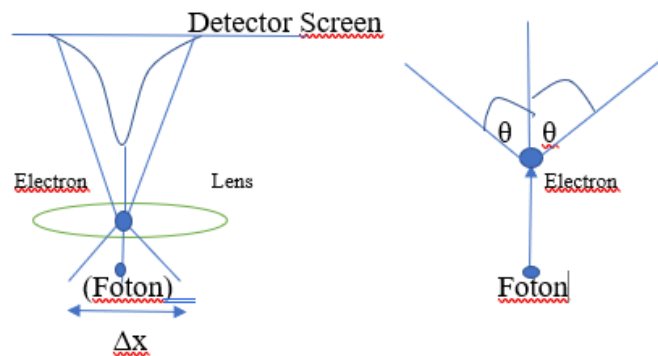 Detector Screen
Electron
Lens
(Foton)
Δx
θ
θ
Electron
Foton